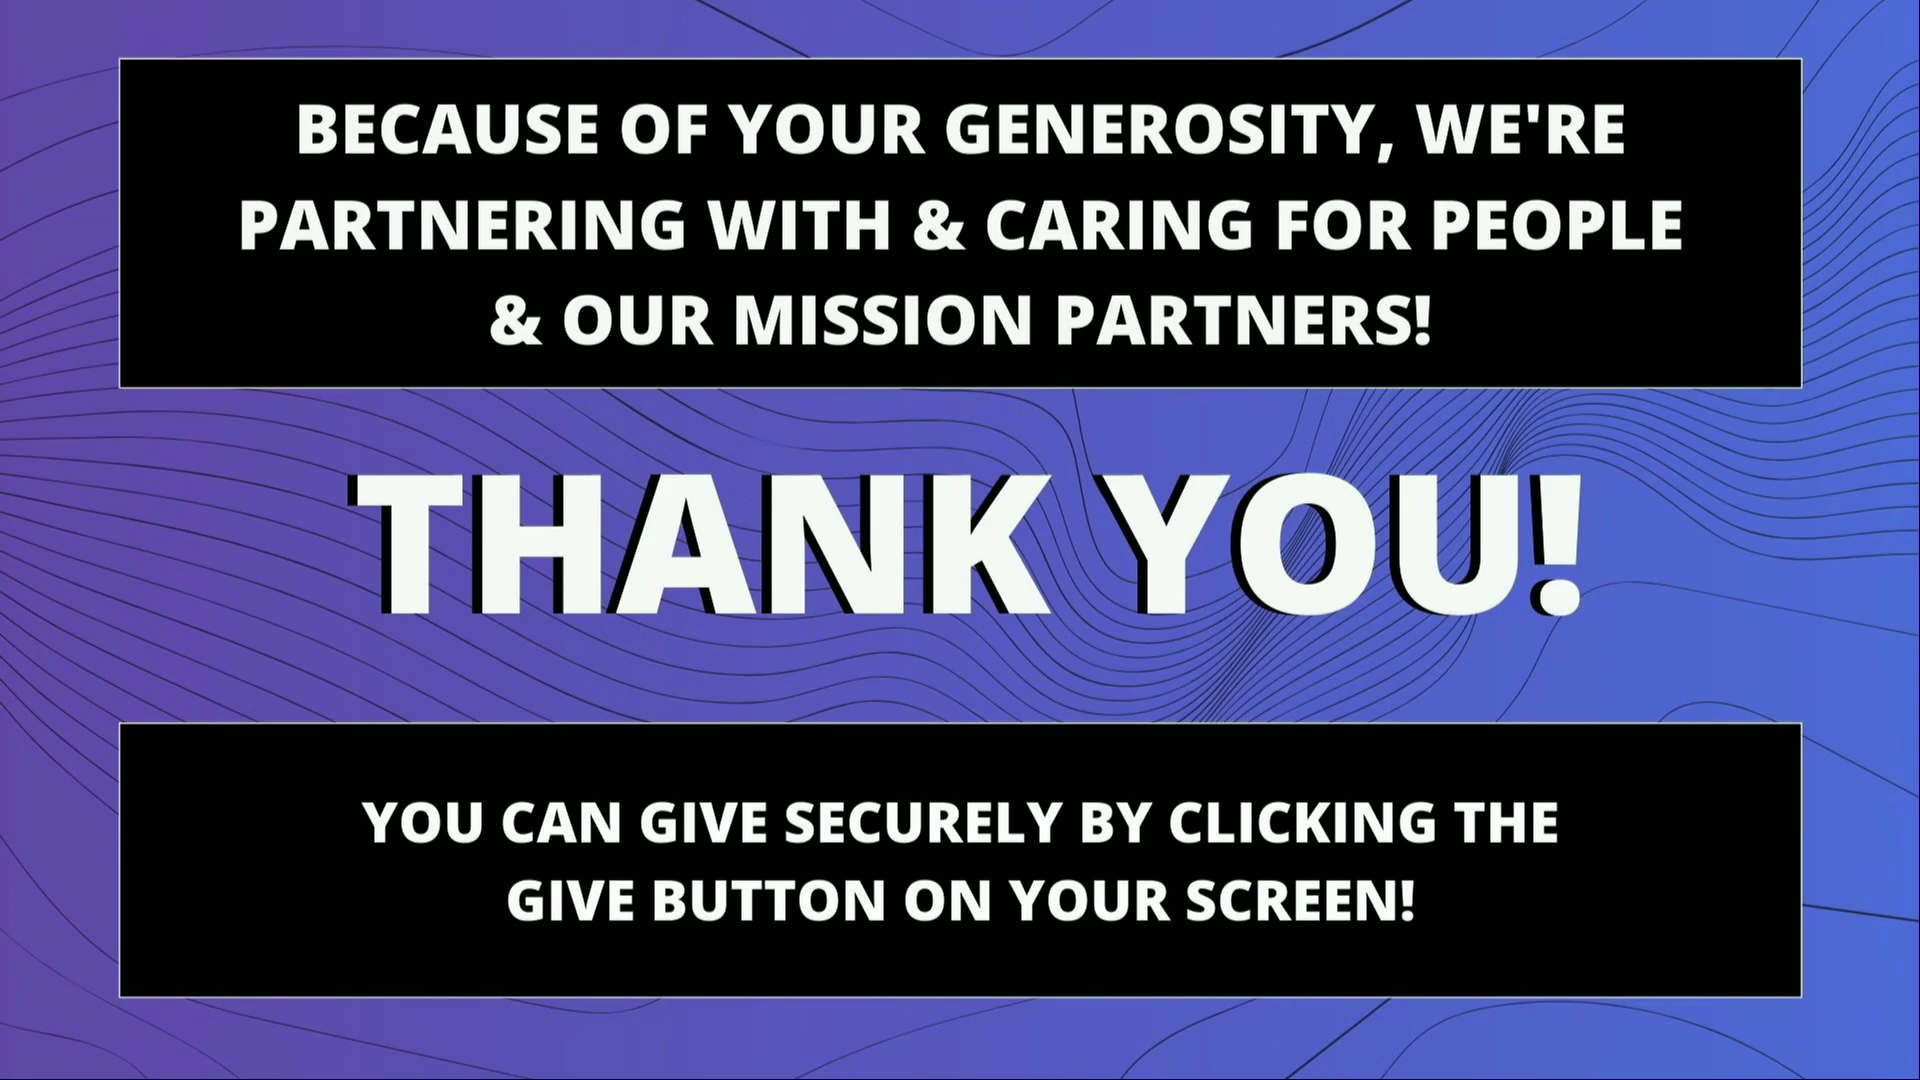 BECAUSE OF YOUR GENEROSITY, WE'RE
PARTNERING WITH & CARING FOR PEOPLE
& OUR MISSION PARTNERS!
THANK YOU!
YOU CAN GIVE SECURELY BY CLICKING THE
GIVE BUTTON ON YOUR SCREEN!